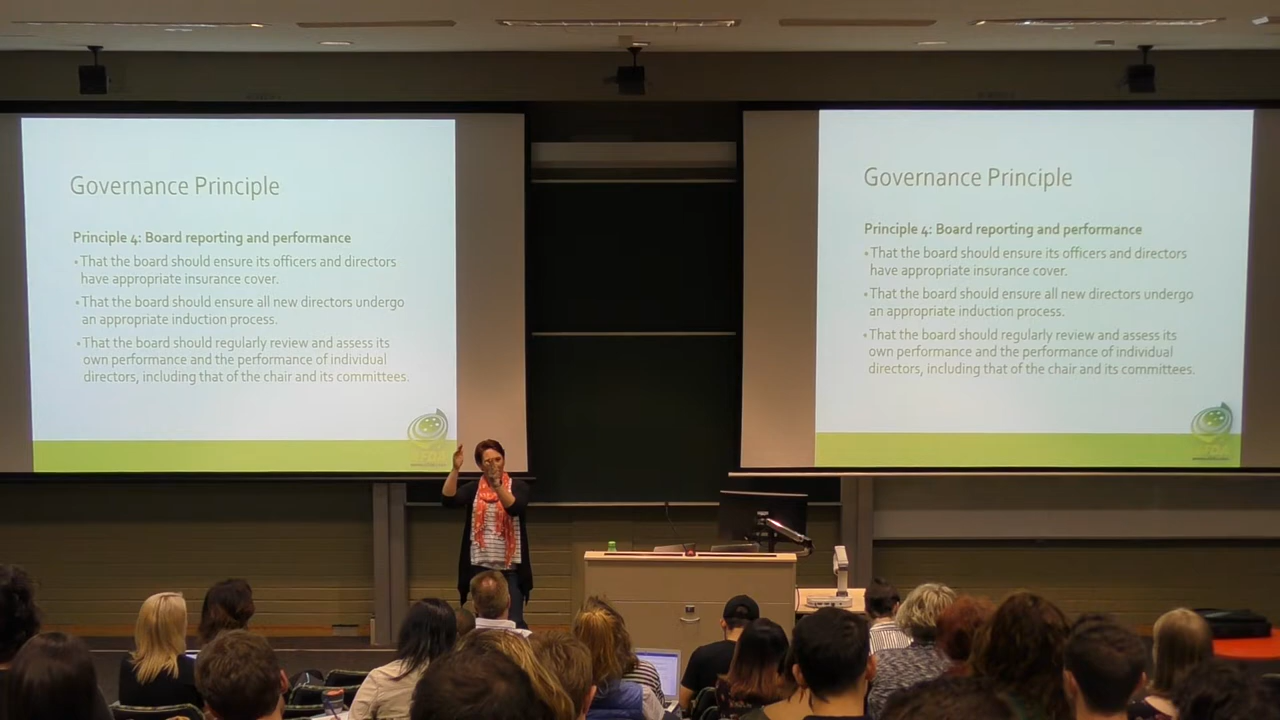 Governance Principle
Principle 4: Board reporting and performance
•That the board should ensure its officers and directors
have appropriate insurance cover.
•That the board should ensure all new directors undergo
an appropriate induction process.
•That the board should regularly review and assess its
own performance and the performance of individual
directors, including that of the chair and its committees.
Governance Principle
Principle 4: Board reporting and performance
•That the board should ensure its officers and directors
have appropriate insurance cover.
•That the board should ensure all new directors undergo
an appropriate induction process.
•That the board should regularly review and assess its
own performance and the performance of individual
directors, including that of the chair and its committees.